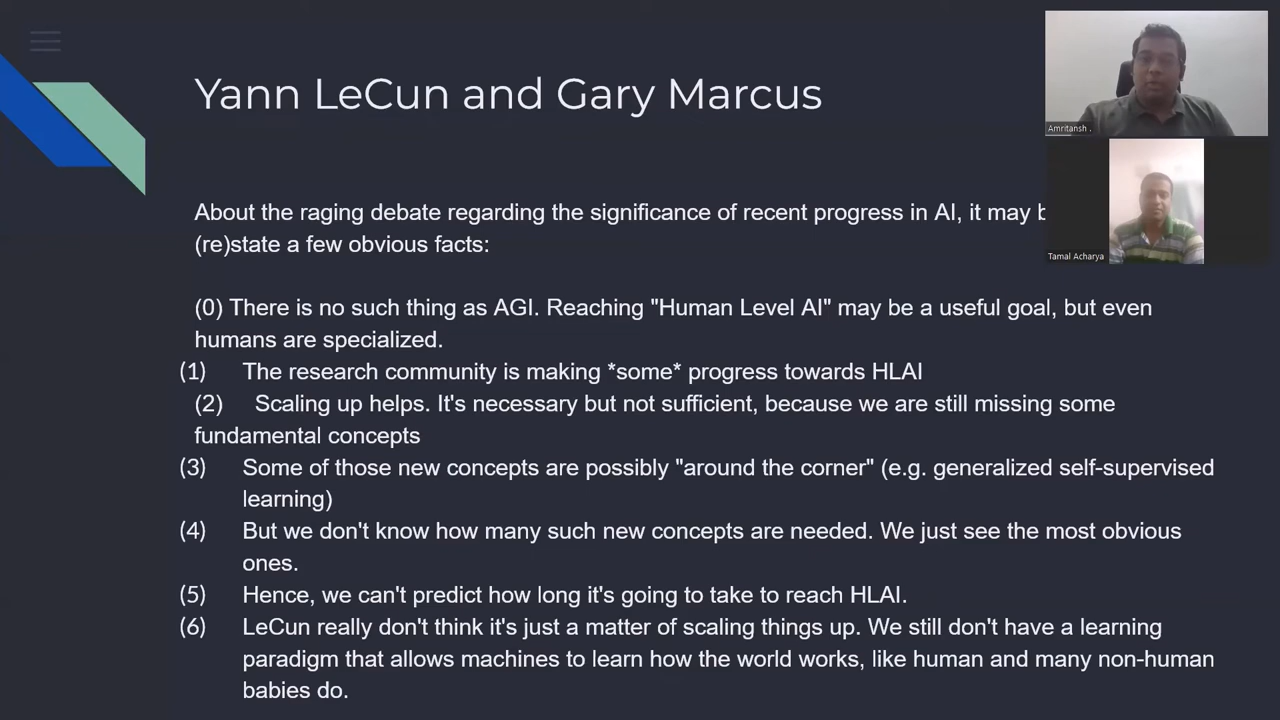 Yann LeCun and Gary Marcus
Amritansh .
Tamal Acharya
About the raging debate regarding the significance of recent progress in AI, it may
(re)state a few obvious facts:
(0) There is no such thing as AGI. Reaching "Human Level AI" may be a useful goal, but even
humans are specialized.
(1) The research community is making *some* progress towards HLAI
(2) Scaling up helps. It's necessary but not sufficient, because we are still missing some
fundamental concepts
(3) Some of those new concepts are possibly "around the corner" (e.g. generalized self-supervised
learning)
(4) But we don't know how many such new concepts are needed. We just see the most obvious
ones.
(5) Hence, we can't predict how long it's going to take to reach HLAI.
(6) LeCun really don't think it's just a matter of scaling things up. We still don't have a learning
paradigm that allows machines to learn how the world works, like human and many non-human
babies do.